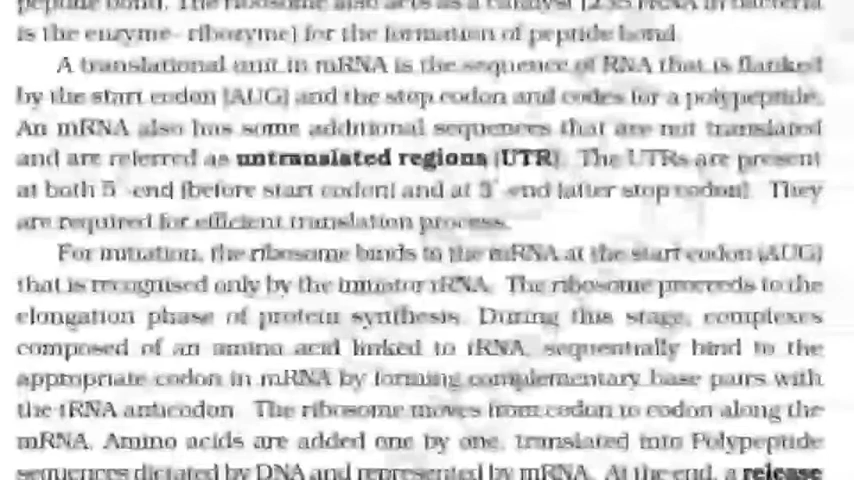 peptide bond. The ribosome also acts as a catalyst (23S rRNA in bacteria
is the enzyme- ribozyme) for the formation of peptide bond.
A translational unit in mRNA is the sequence of RNA that is flanked
by the start codon (AUG) and the stop codon and codes for a polypeptide.
An mRNA also has some additional sequences that are not translated
and are referred as untranslated regions (UTR). The UTRs are present
at both 5' -end (before start codon) and at 3' -end (after stop codon). They
are required for efficient translation process.
For initiation, the ribosome binds to the mRNA at the start codon (AUG)
that is recognised only by the initiator tRNA. The ribosome proceeds to the
elongation phase of protein synthesis. During this stage, complexes
composed of an amino acid linked to tRNA, sequentially bind to the
appropriate codon in mRNA by forming complementary base pairs with
the tRNA anticodon. The ribosome moves from codon to codon along the
mRNA. Amino acids are added one by one, translated into Polypeptide
sequences dictated by DNA and represented by mRNA. At the end, a release